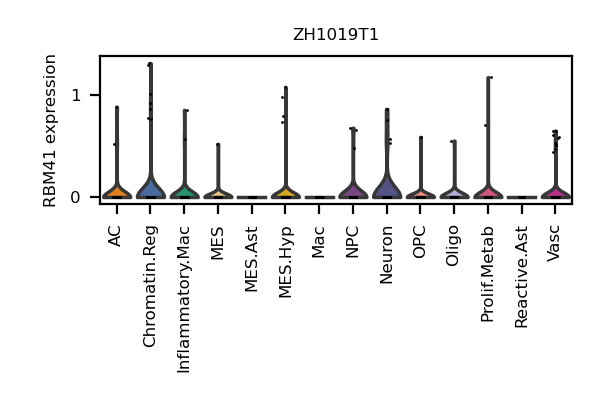 ZH1019T1
RBM41 expression
1
0
AC
Chromatin.Reg
Inflammatory.Mac
MES
MES.Ast
MES.Hyp
Mac
NPC
Neuron
OPC
Oligo
Prolif.Metab
Reactive.Ast
Vasc